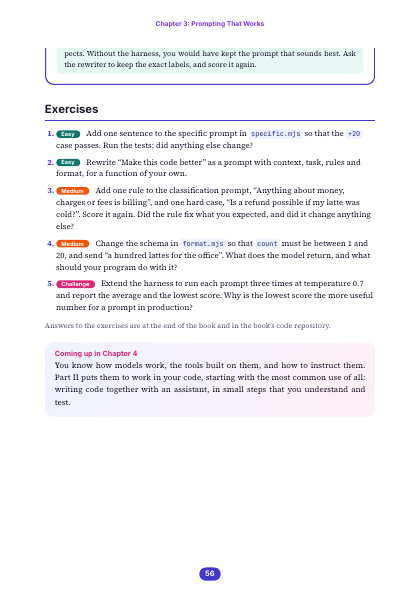 Chapter 3: Prompting That Works
pects. Without the harness, you would have kept the prompt that sounds best. Ask
the rewriter to keep the exact labels, and score it again.
Exercises
1. Easy Add one sentence to the specific prompt in specific.mjs so that the +20
case passes. Run the tests; did anything else change?
2. Easy Rewrite “Make this code better” as a prompt with context, task, rules and
format, for a function of your own.
3. Medium Add one rule to the classification prompt, “Anything about money,
charges or fees is billing”, and one hard case, “Is a refund possible if my latte was
cold?”. Score it again. Did the rule fix what you expected, and did it change anything
else?
4. Medium Change the schema in format.mjs so that count must be between 1 and
20, and send “a hundred lattes for the office”. What does the model return, and what
should your program do with it?
5. Challenge Extend the harness to run each prompt three times at temperature 0.7
and report the average and the lowest score. Why is the lowest score the more useful
number for a prompt in production?
Answers to the exercises are at the end of the book and in the book’s code repository.
Coming up in Chapter 4
You know how models work, the tools built on them, and how to instruct them.
Part II puts them to work in your code, starting with the most common use of all:
writing code together with an assistant, in small steps that you understand and
test.
56